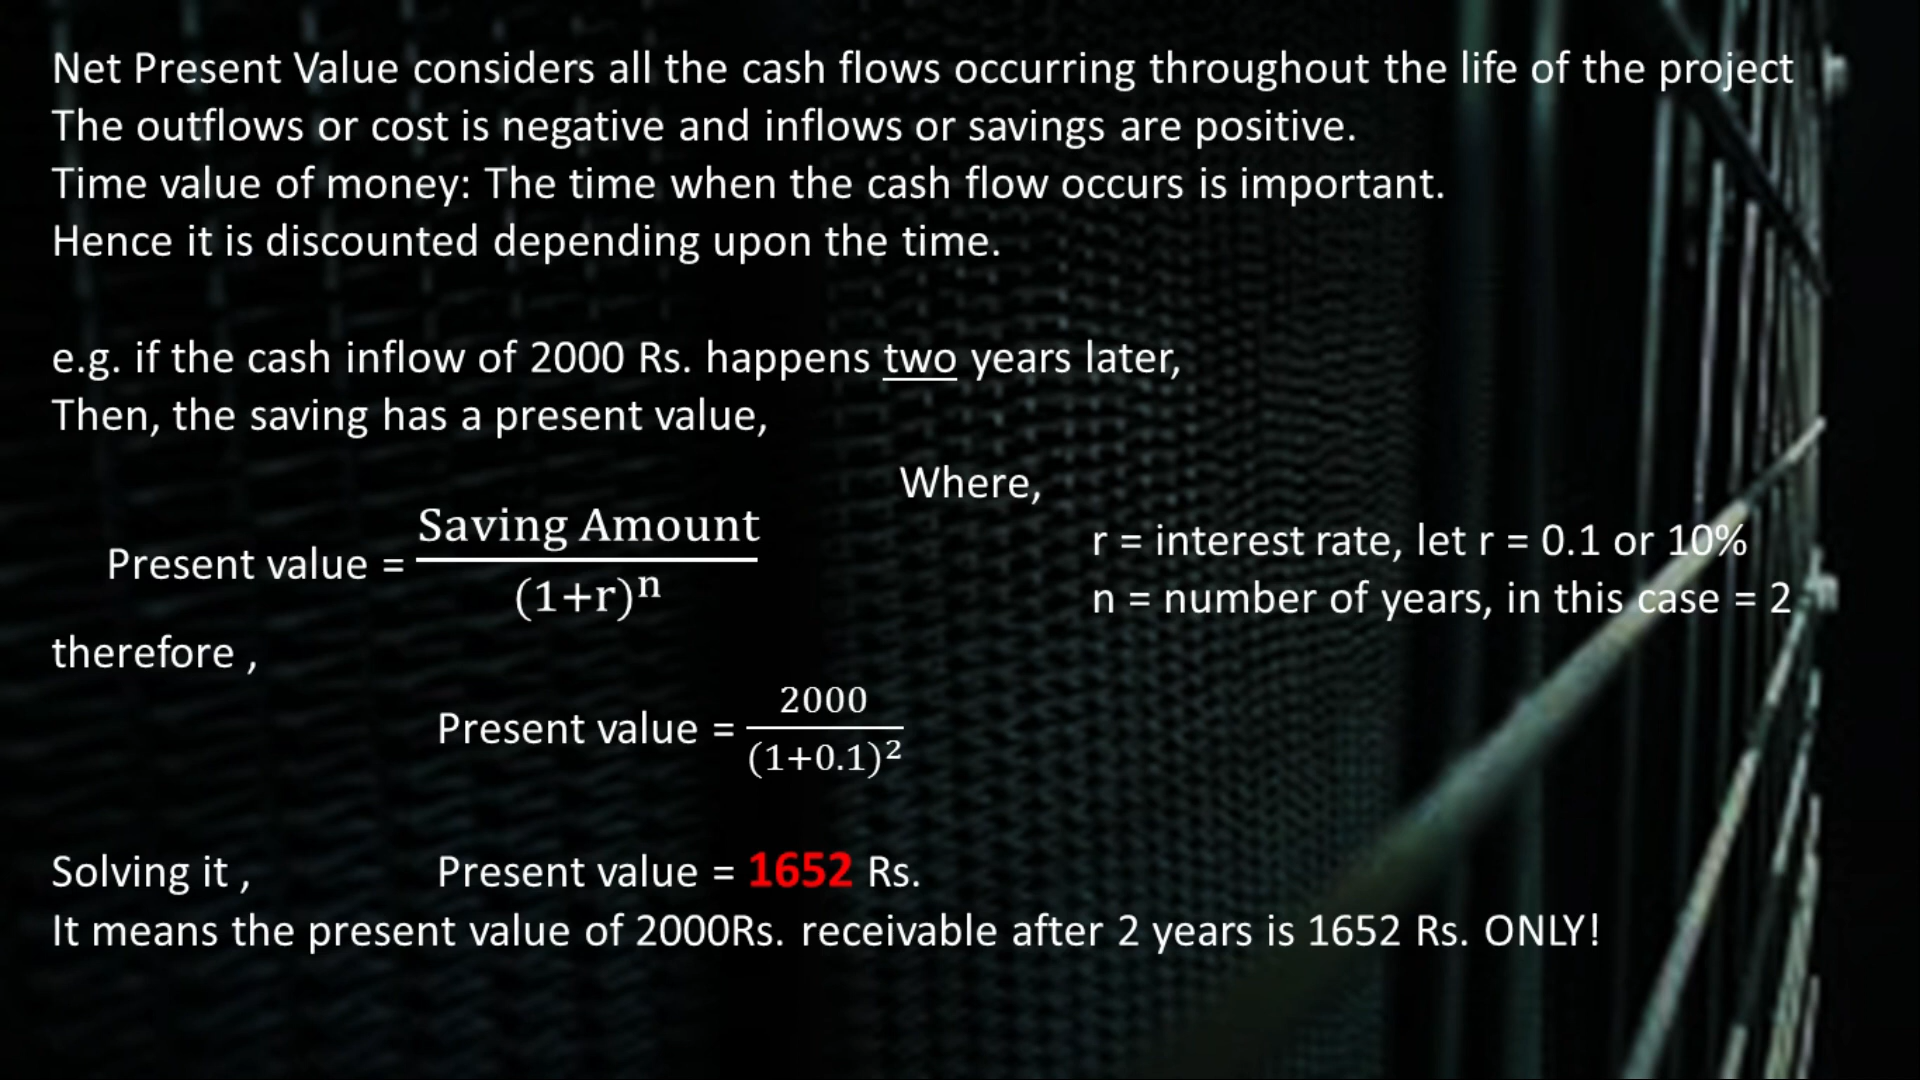 Net Present Value considers all the cash flows occurring throughout the life of the project
The outflows or cost is negative and inflows or savings are positive.
Time value of money: The time when the cash flow occurs is important.
Hence it is discounted depending upon the time.
e.g. if the cash inflow of 2000 Rs. happens two years later,
Then, the saving has a present value,
Present value = Saving Amount / (1+r)ⁿ
Where,
r = interest rate, let r = 0.1 or 10%
n = number of years, in this case = 2
therefore ,
Present value = 2000 / (1+0.1)²
Solving it , Present value = 1652 Rs.
It means the present value of 2000Rs. receivable after 2 years is 1652 Rs. ONLY!